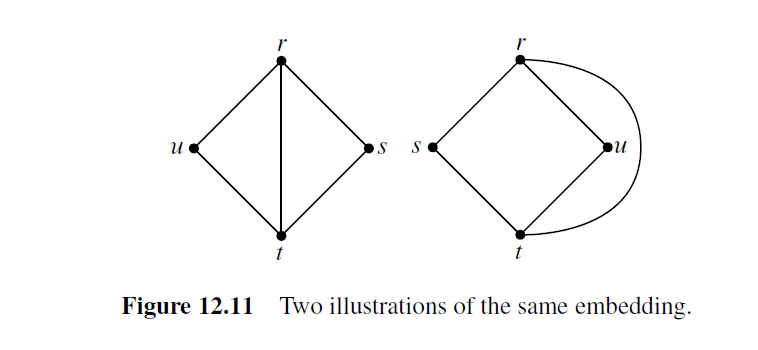 r r
u s s u
t t
Figure 12.11 Two illustrations of the same embedding.